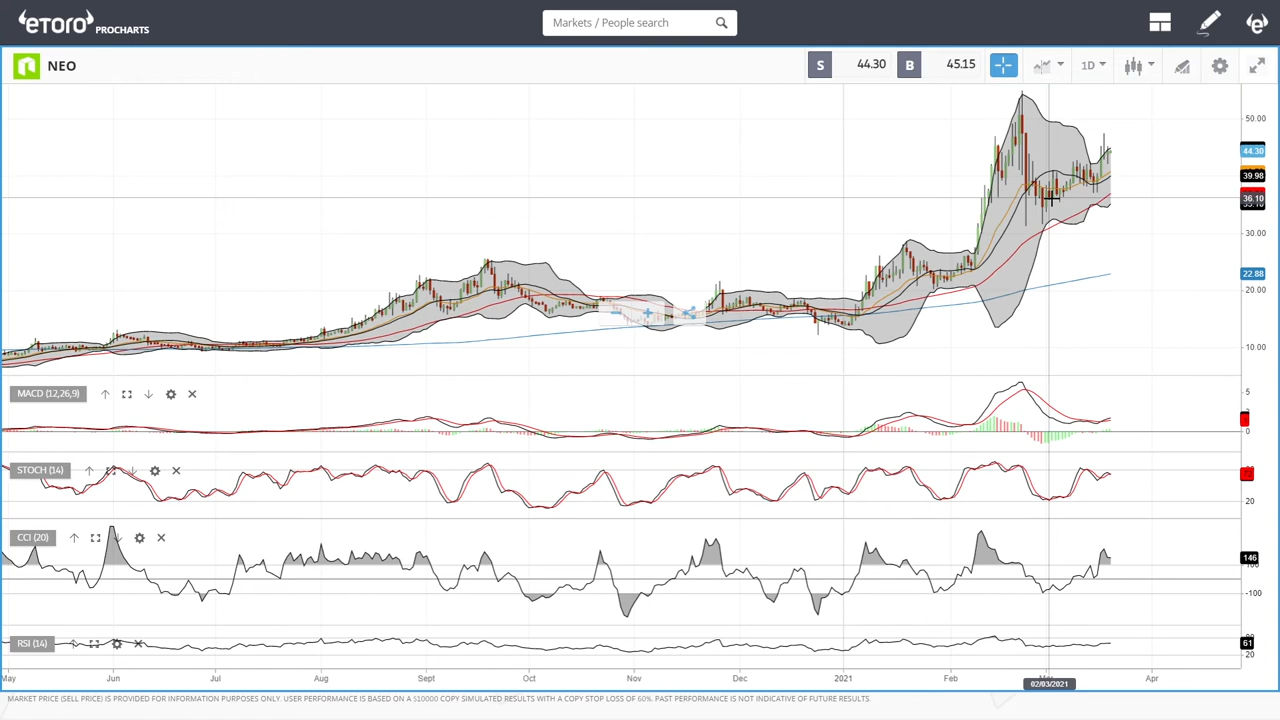 eToro PROCHARTS
Markets / People search
NEO
S 44.30 B 45.15
1D
50.00
44.30
39.98
36.10
30.00
22.88
20.00
10.00
MACD (12,26,9)
5
0
STOCH (14)
20
CCI (20)
146
-100
RSI (14)
61
20
May Jun Jul Aug Sept Oct Nov Dec 2021 Feb Apr
02/03/2021
MARKET PRICE (SELL PRICE) IS PROVIDED FOR INFORMATION PURPOSES ONLY. USER PERFORMANCE IS BASED ON A $10000 COPY SIMULATED RESULTS WITH A COPY STOP LOSS OF 60%. PAST PERFORMANCE IS NOT INDICATIVE OF FUTURE RESULTS.